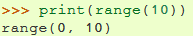 >>> print(range(10))
range(0, 10)